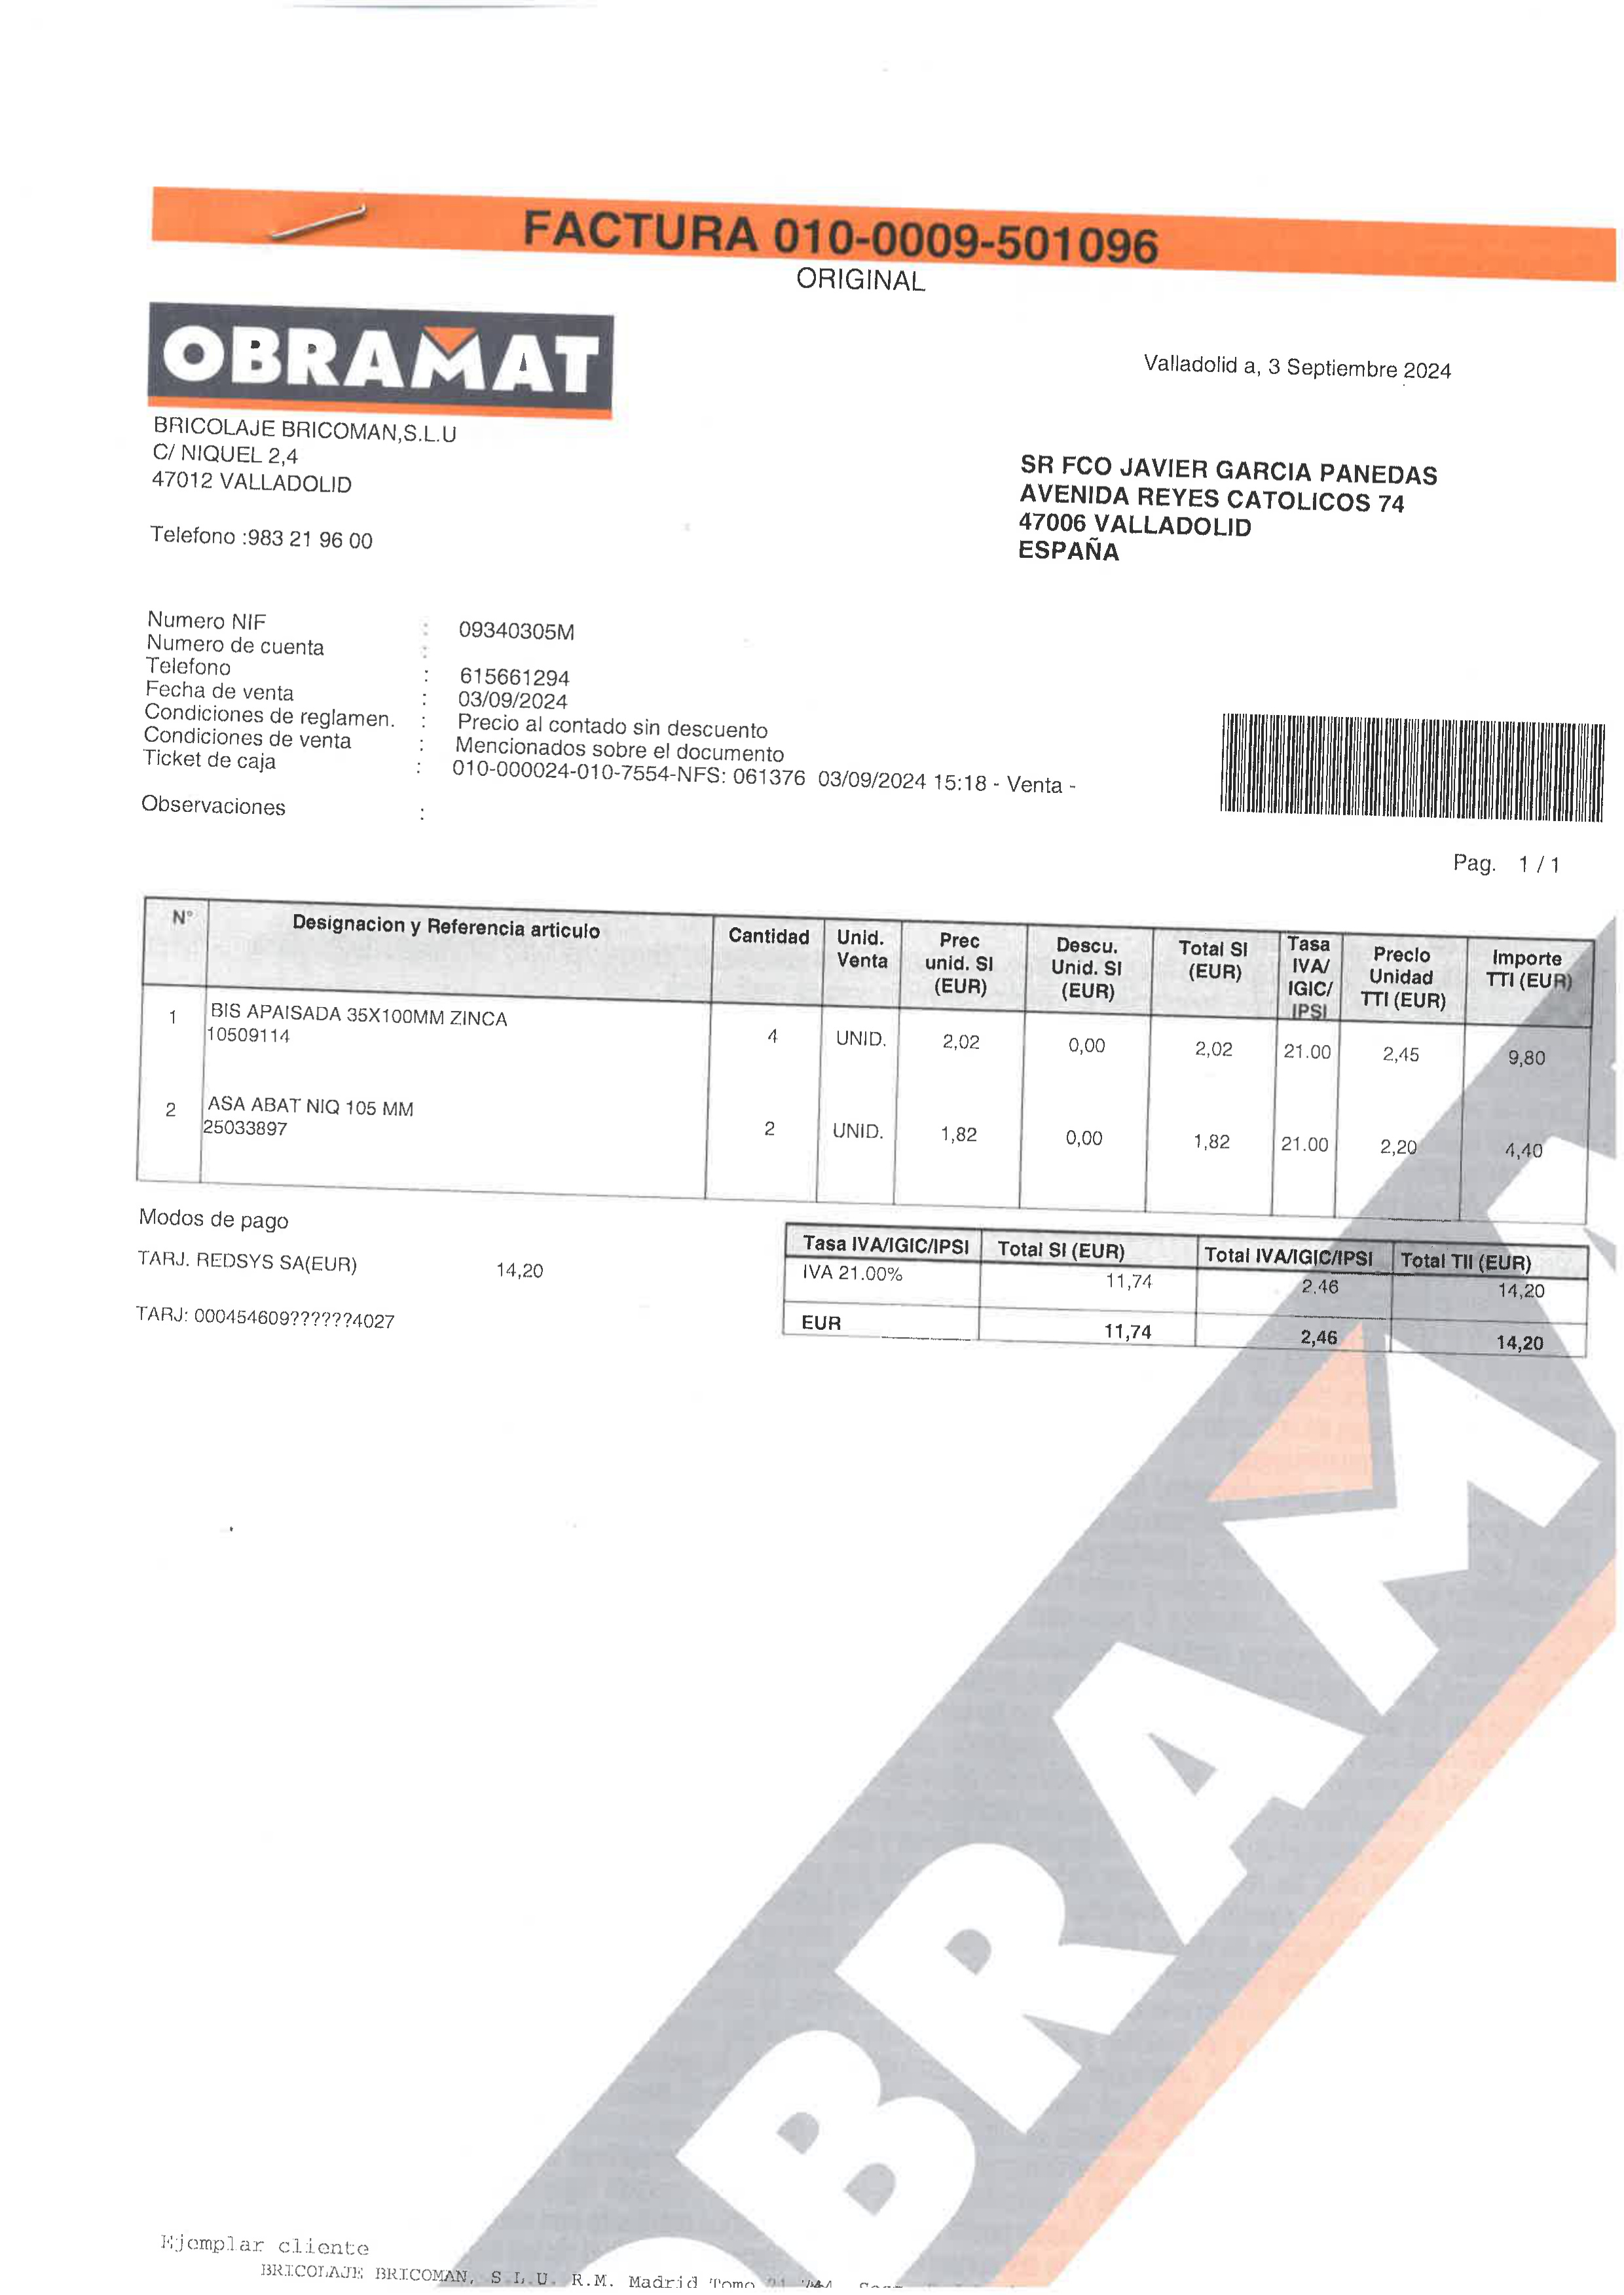 FACTURA 010-0009-501096
ORIGINAL
OBRAMAT
Valladolid a, 3 Septiembre 2024
BRICOLAJE BRICOMAN,S.L.U
C/ NIQUEL 2,4
47012 VALLADOLID
Telefono :983 21 96 00
SR FCO JAVIER GARCIA PANEDAS
AVENIDA REYES CATOLICOS 74
47006 VALLADOLID
ESPAÑA
Numero NIF : 09340305M
Numero de cuenta :
Telefono : 615661294
Fecha de venta : 03/09/2024
Condiciones de reglamen. : Precio al contado sin descuento
Condiciones de venta : Mencionados sobre el documento
Ticket de caja : 010-000024-010-7554-NFS: 061376 03/09/2024 15:18 - Venta -
Observaciones :
Pag. 1 / 1
N° Designacion y Referencia articulo Cantidad Unid. Venta Prec unid. SI (EUR) Descu. Unid. SI (EUR) Total SI (EUR) Tasa IVA/ IGIC/ IPSI Precio Unidad TTI (EUR) Importe TTI (EUR)
1 BIS APAISADA 35X100MM ZINCA 4 UNID. 2,02 0,00 2,02 21.00 2,45 9,80
10509114
2 ASA ABAT NIQ 105 MM 2 UNID. 1,82 0,00 1,82 21.00 2,20 4,40
25033897
Modos de pago
TARJ. REDSYS SA(EUR) 14,20
TARJ: 000454609??????4027
Tasa IVA/IGIC/IPSI Total SI (EUR) Total IVA/IGIC/IPSI Total TII (EUR)
IVA 21.00% 11,74 2,46 14,20
EUR 11,74 2,46 14,20
OBRAMA
Ejemplar cliente
BRICOLAJE BRICOMAN, S.L.U. R.M. Madrid Tomo